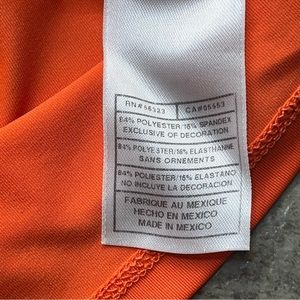 RN#56323 CA#05553
84% POLYESTER/16% SPANDEX
EXCLUSIVE OF DECORATION
84% POLYESTER/16% ELASTHANNE
SANS ORNEMENTS
84% POLIESTER/16% ELASTANO
NO INCLUYE LA DECORACION
FABRIQUE AU MEXIQUE
HECHO EN MEXICO
MADE IN MEXICO